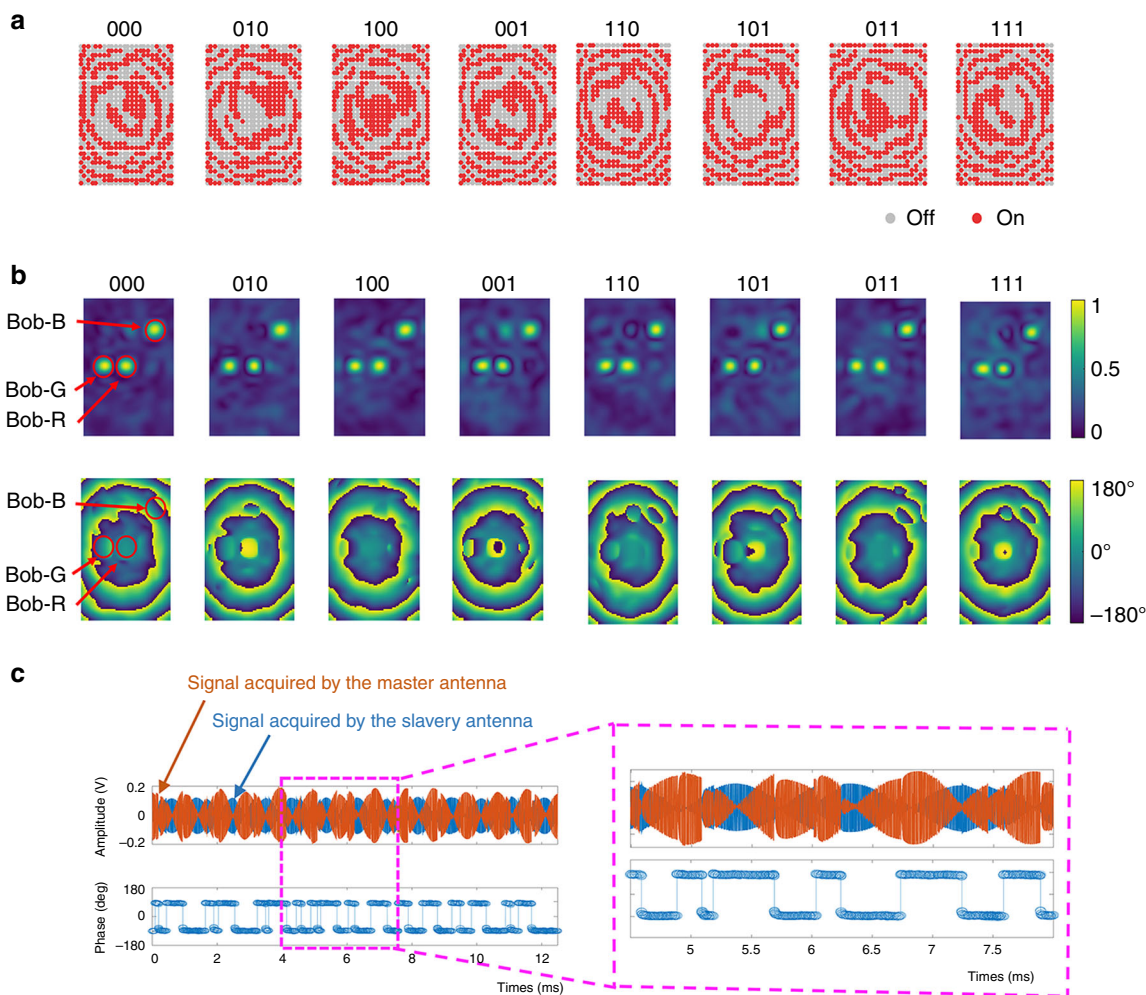 a
000 010 100 001 110 101 011 111
Off On
b
000 010 100 001 110 101 011 111
Bob-B
Bob-G
Bob-R
1
0.5
0
Bob-B
Bob-G
Bob-R
180°
0°
−180°
c
Signal acquired by the master antenna
Signal acquired by the slavery antenna
Amplitude (V)
0.2
0
−0.2
Phase (deg)
180
0
−180
0 2 4 6 8 10 12
Times (ms)
5 5.5 6 6.5 7 7.5
Times (ms)